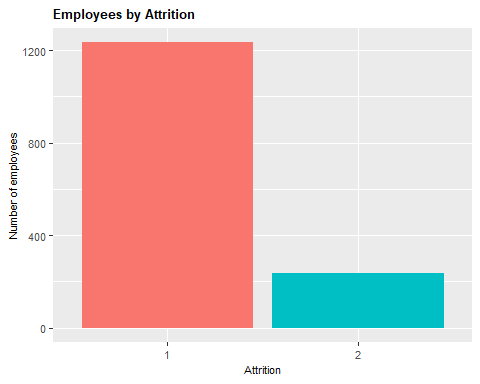 Employees by Attrition
Number of employees
1200
800
400
0
1 2
Attrition